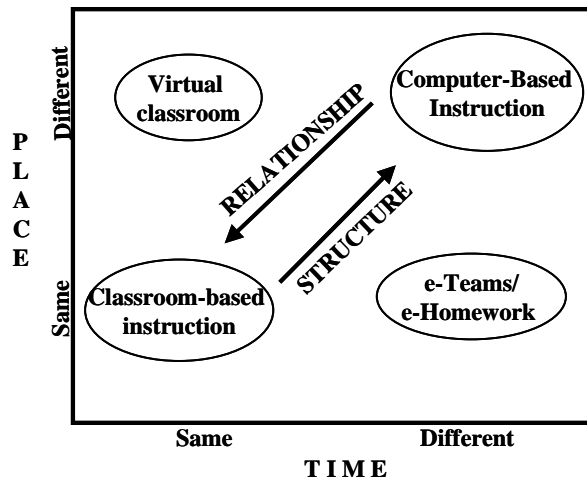 Virtual
classroom
Computer-Based
Instruction
RELATIONSHIP
STRUCTURE
Classroom-based
instruction
e-Teams/
e-Homework
P
L
A
C
E
Different
Same
Same
Different
T I M E